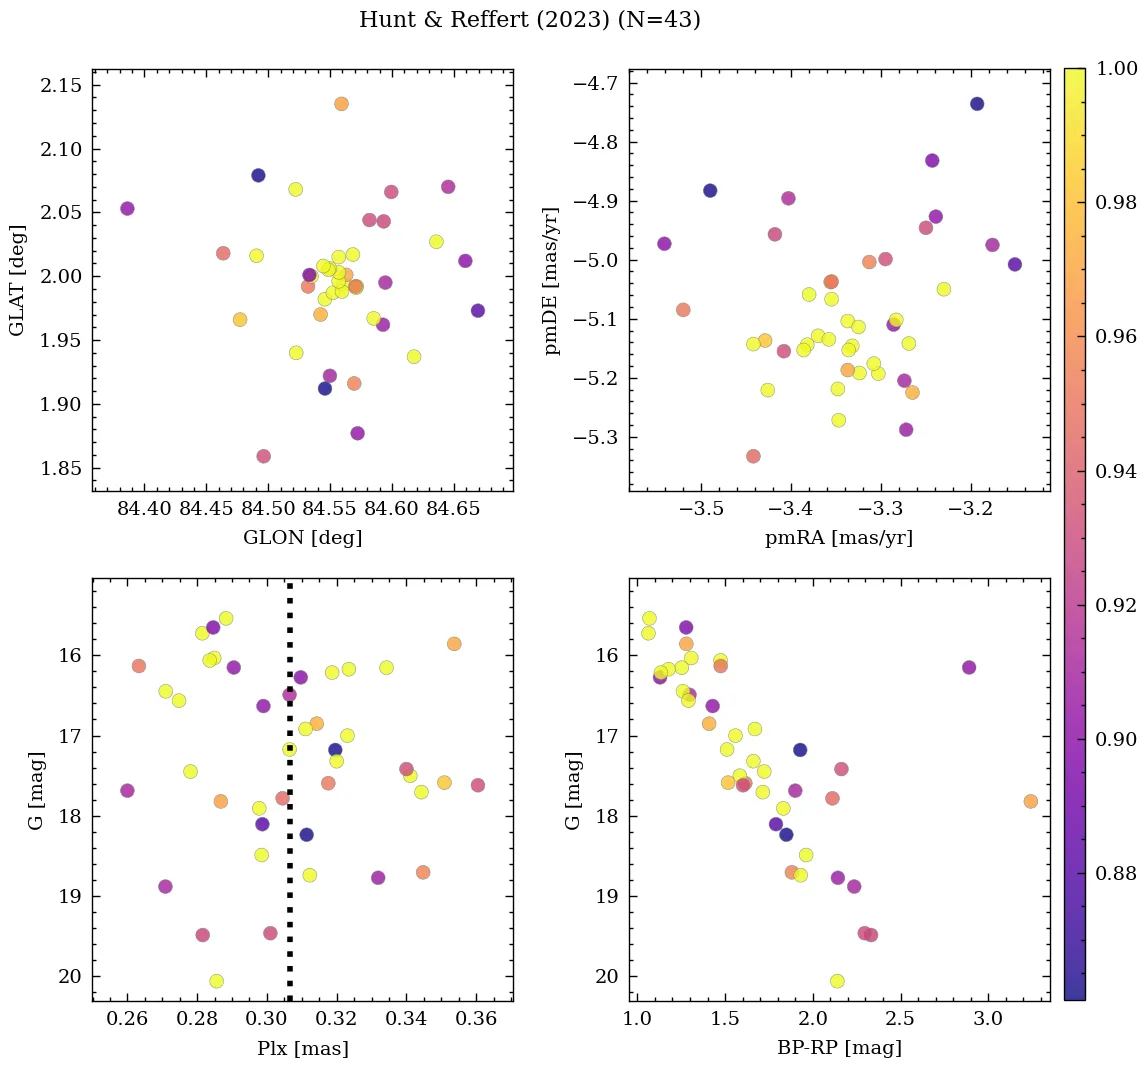 Hunt & Reffert (2023) (N=43)
2.15
2.10
2.05
2.00
1.95
1.90
1.85
GLAT [deg]
84.40 84.45 84.50 84.55 84.60 84.65
GLON [deg]
−4.7
−4.8
−4.9
−5.0
−5.1
−5.2
−5.3
pmDE [mas/yr]
−3.5 −3.4 −3.3 −3.2
pmRA [mas/yr]
16
17
18
19
20
G [mag]
0.26 0.28 0.30 0.32 0.34 0.36
Plx [mas]
16
17
18
19
20
G [mag]
1.0 1.5 2.0 2.5 3.0
BP-RP [mag]
1.00
0.98
0.96
0.94
0.92
0.90
0.88